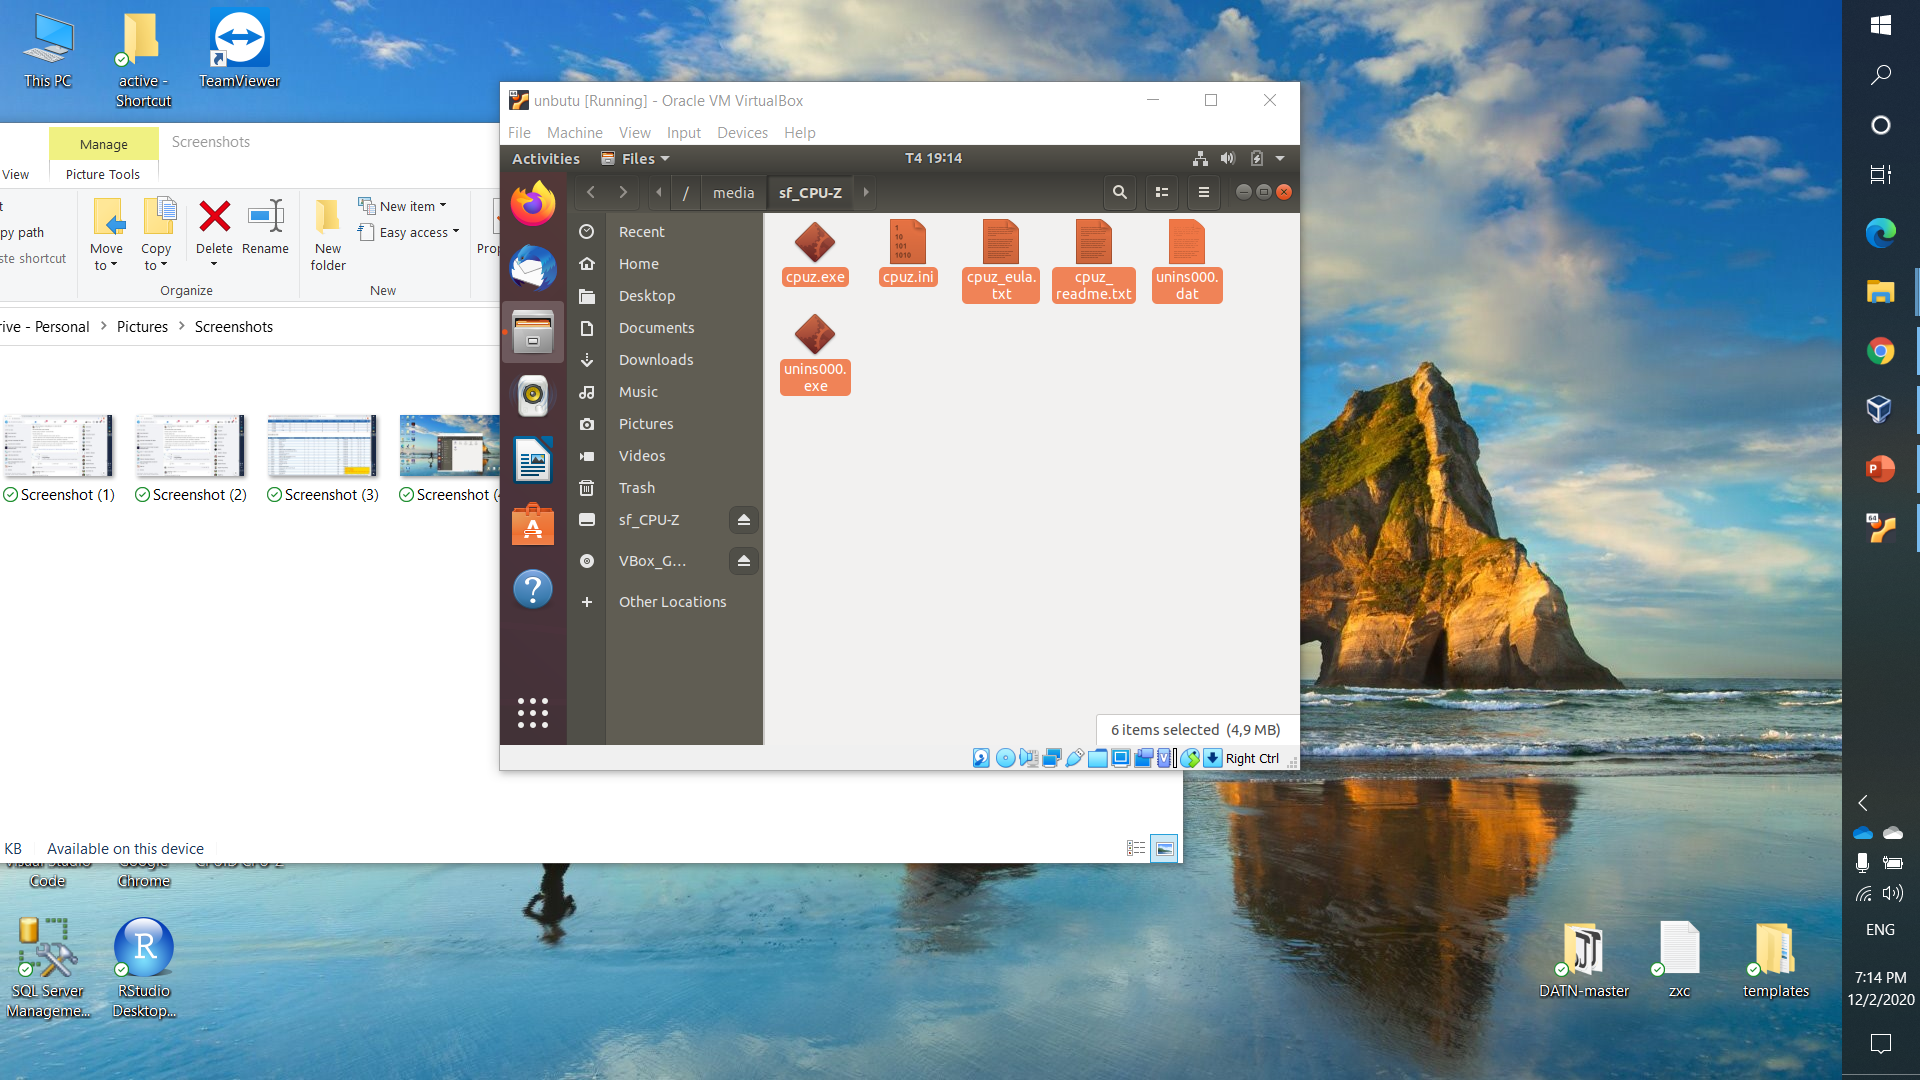 This PC
active -
Shortcut
TeamViewer
Manage
Screenshots
View
Picture Tools
Move
to
Copy
to
Delete
Rename
New
folder
New item
Easy access
py path
ste shortcut
Organize
New
rive - Personal
Pictures
Screenshots
Screenshot (1)
Screenshot (2)
Screenshot (3)
Screenshot (4
KB
Available on this device
unbutu [Running] - Oracle VM VirtualBox
File
Machine
View
Input
Devices
Help
Activities
Files
T4 19:14
/
media
sf_CPU-Z
Recent
Home
Desktop
Documents
Downloads
Music
Pictures
Videos
Trash
sf_CPU-Z
VBox_G...
Other Locations
cpuz.exe
cpuz.ini
cpuz_eula.
txt
cpuz_
readme.txt
unins000.
dat
unins000.
exe
6 items selected (4,9 MB)
Right Ctrl
Code
Google
Chrome
SQL Server
Manageme...
RStudio
Desktop...
DATN-master
zxc
templates
ENG
7:14 PM
12/2/2020